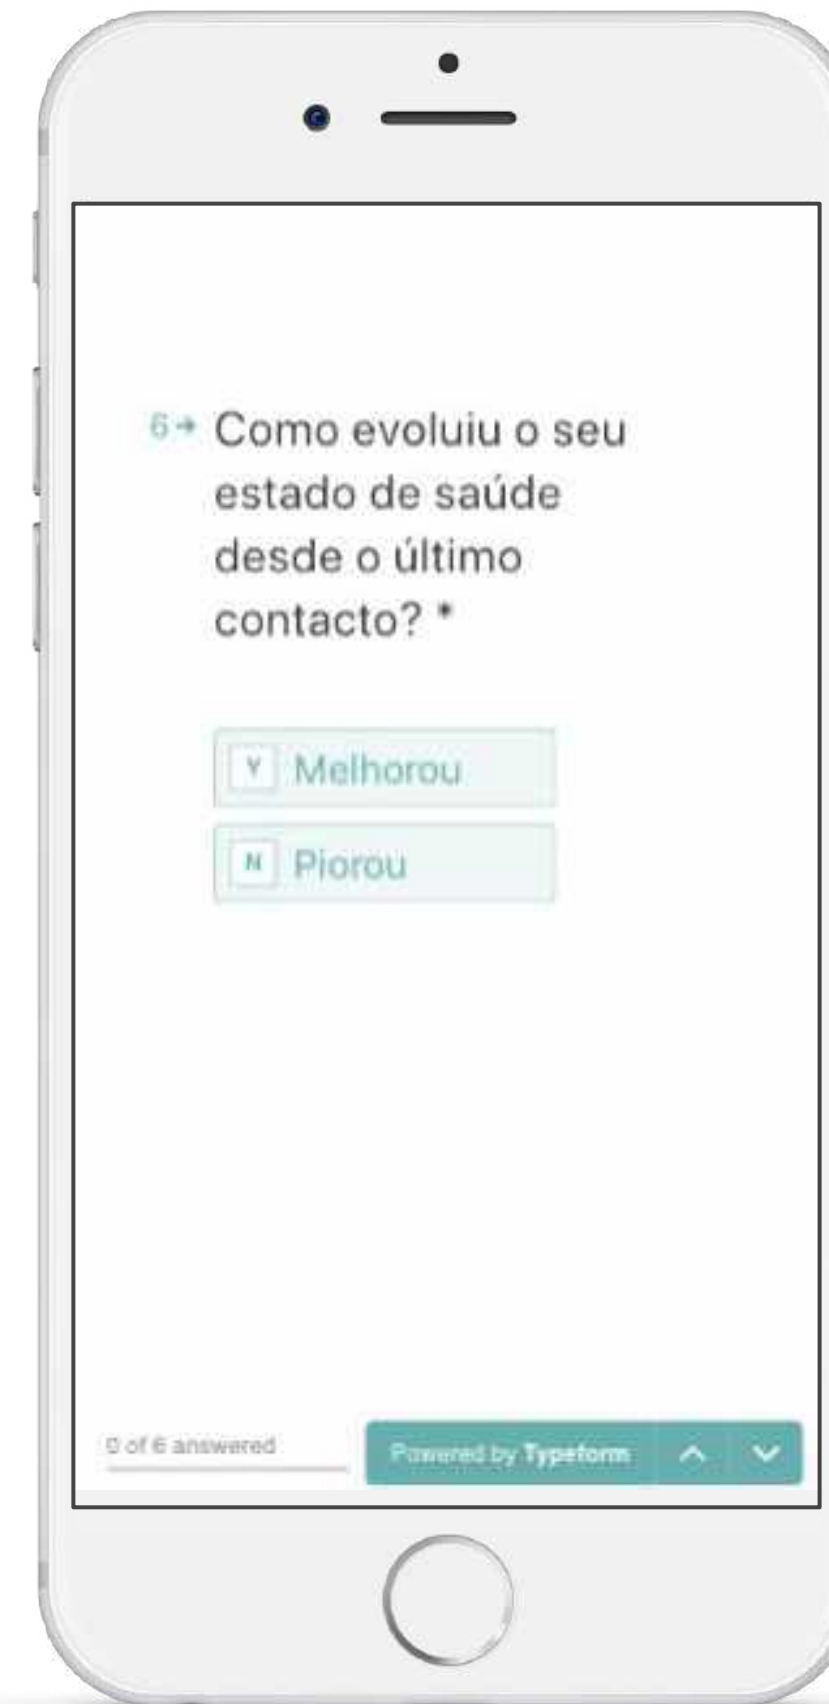 6→ Como evoluiu o seu
estado de saúde
desde o último
contacto? *
Y Melhorou
N Piorou
0 of 6 answered
Powered by Typeform